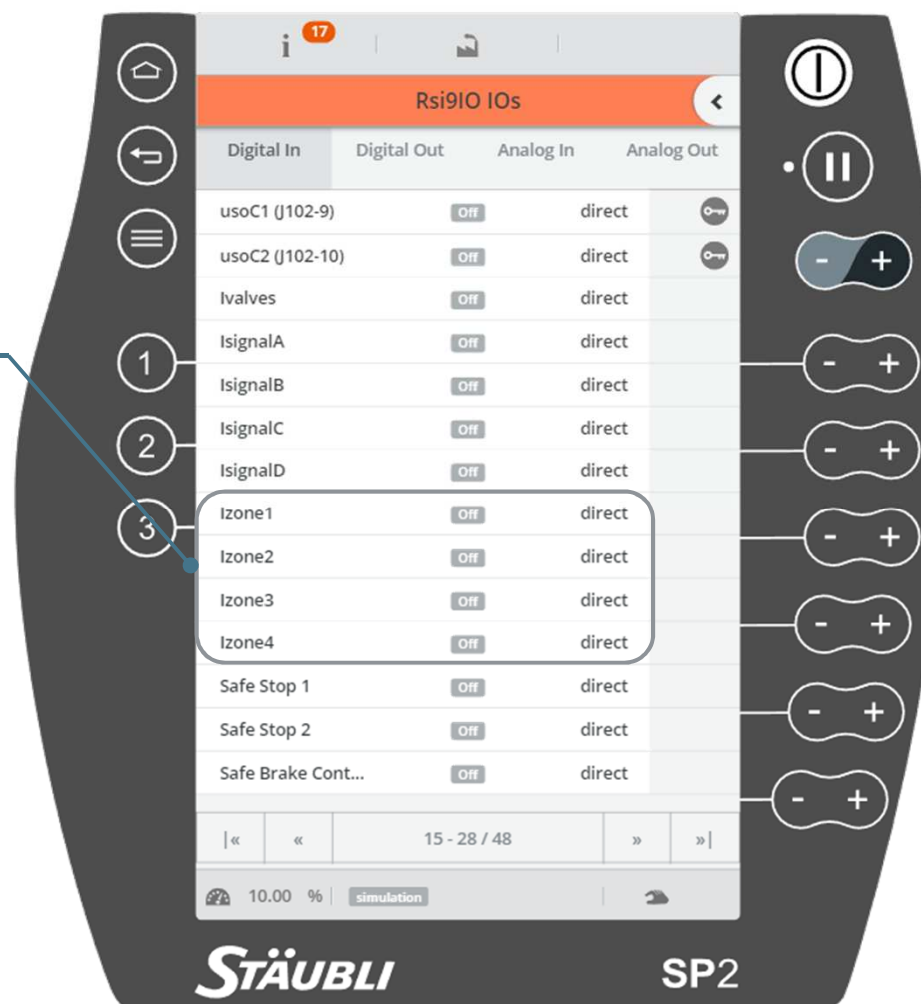 i 17
Rsi9IO IOs
Digital In Digital Out Analog In Analog Out
usoC1 (J102-9) Off direct
usoC2 (J102-10) Off direct
Ivalves Off direct
IsignalA Off direct
1 - +
IsignalB Off direct
IsignalC Off direct
2 - +
IsignalD Off direct
Izone1 Off direct
3 - +
Izone2 Off direct
Izone3 Off direct
- +
Izone4 Off direct
Safe Stop 1 Off direct
- +
Safe Stop 2 Off direct
Safe Brake Cont... Off direct
- +
|« « 15 - 28 / 48 » »|
10.00 % simulation
STÄUBLI SP2